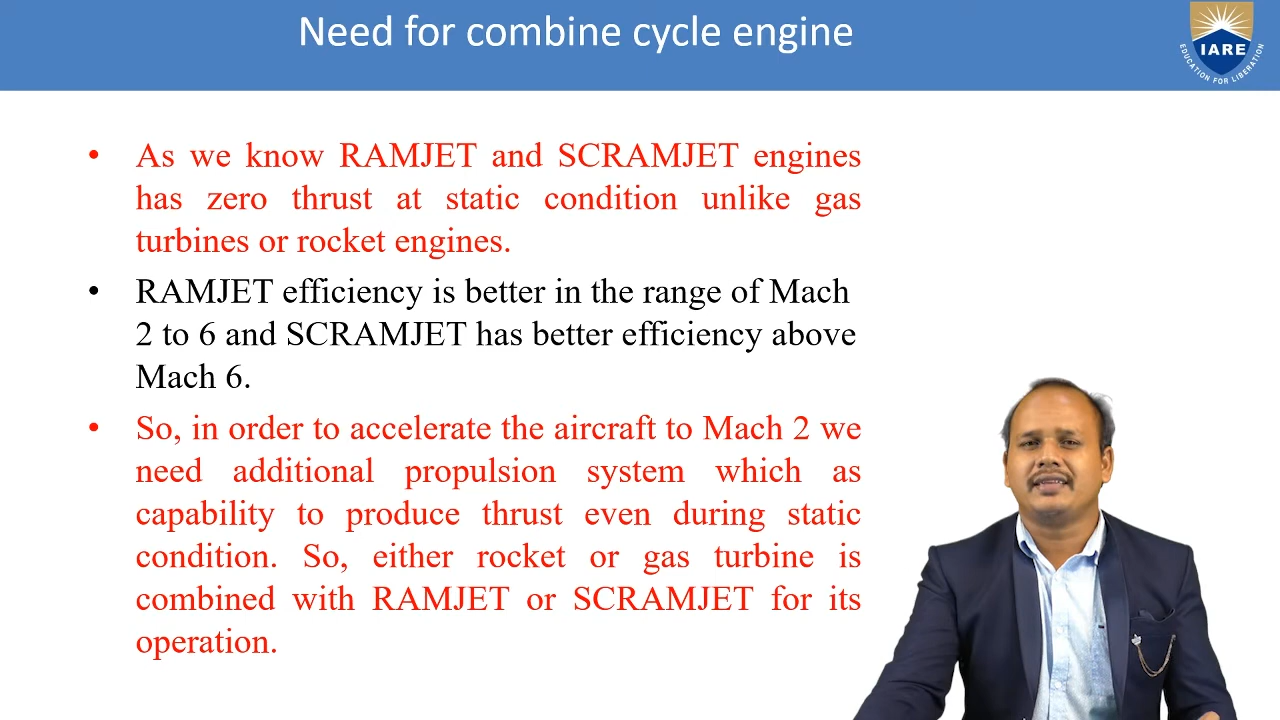 Need for combine cycle engine
IARE
EDUCATION FOR LIBERATION
• As we know RAMJET and SCRAMJET engines
has zero thrust at static condition unlike gas
turbines or rocket engines.
• RAMJET efficiency is better in the range of Mach
2 to 6 and SCRAMJET has better efficiency above
Mach 6.
• So, in order to accelerate the aircraft to Mach 2 we
need additional propulsion system which as
capability to produce thrust even during static
condition. So, either rocket or gas turbine is
combined with RAMJET or SCRAMJET for its
operation.